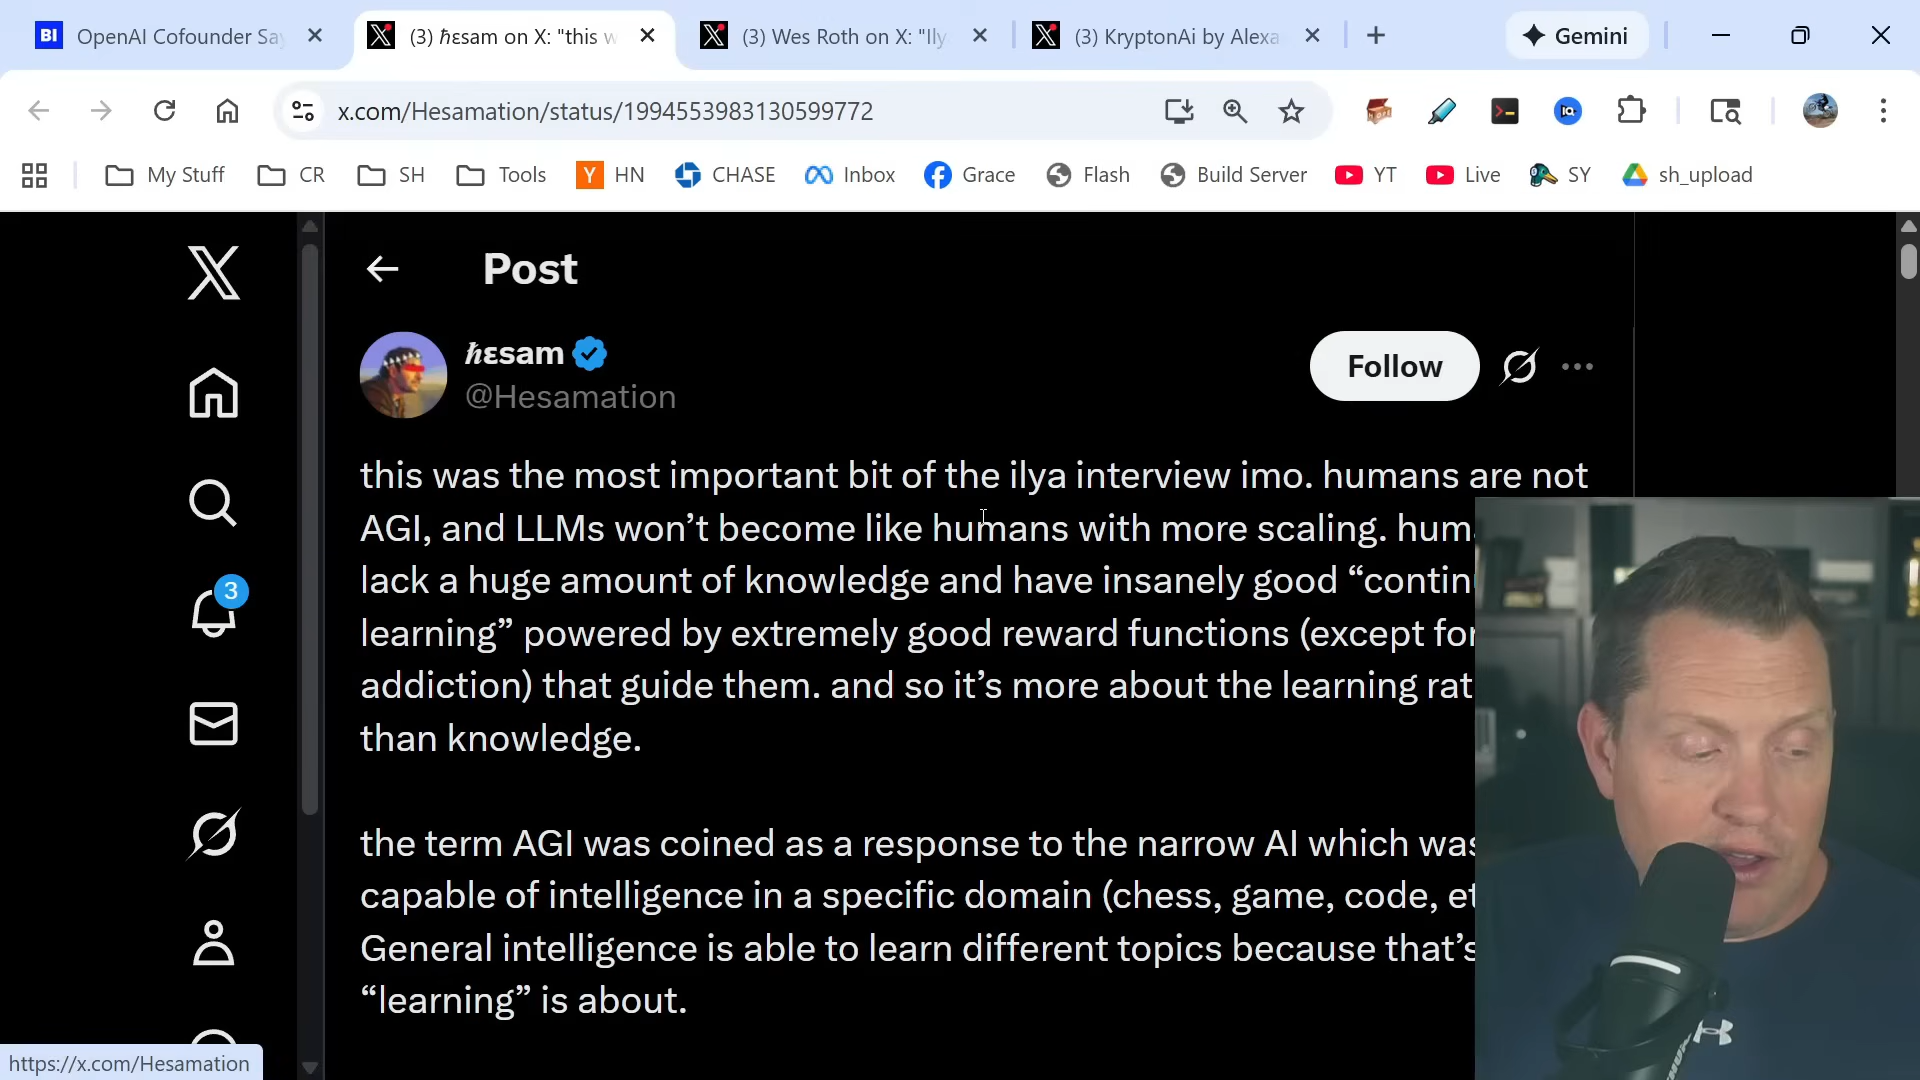 BI OpenAI Cofounder Say
(3) ℏεsam on X: "this w
(3) Wes Roth on X: "Ily
(3) KryptonAi by Alexa
Gemini
x.com/Hesamation/status/1994553983130599772
My Stuff
CR
SH
Tools
Y HN
CHASE
Inbox
Grace
Flash
Build Server
YT
Live
SY
sh_upload
Post
ℏεsam
@Hesamation
Follow
this was the most important bit of the ilya interview imo. humans are not
AGI, and LLMs won’t become like humans with more scaling. hum
lack a huge amount of knowledge and have insanely good “contin
learning” powered by extremely good reward functions (except for
addiction) that guide them. and so it’s more about the learning rat
than knowledge.
the term AGI was coined as a response to the narrow AI which was
capable of intelligence in a specific domain (chess, game, code, et
General intelligence is able to learn different topics because that’s
“learning” is about.
3
https://x.com/Hesamation